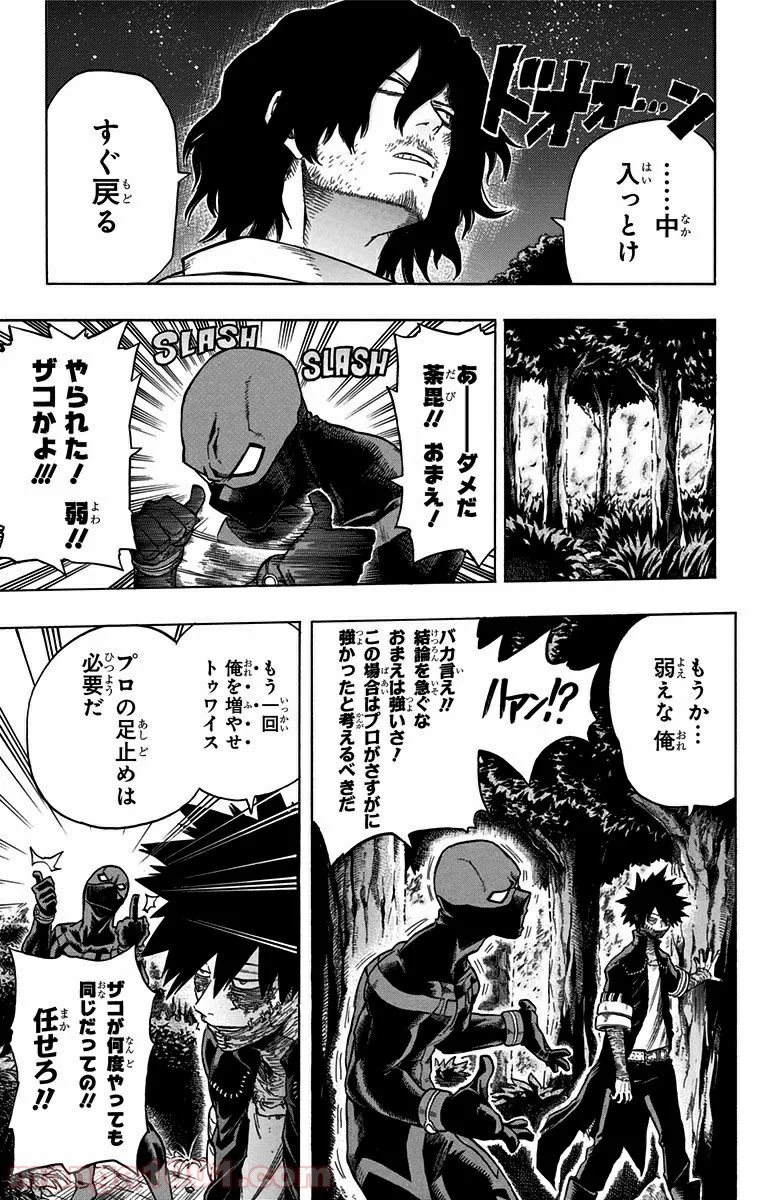 ドオオオ…ン
……中
入っとけ
すぐ戻る
あ——ダメだ
荼毘!!おまえ!
SLASH
SLASH
やられた!弱!!
ザコかよ!!!
もうか…
弱えな俺
ハァン!?
バカ言え!!
結論を急ぐな
おまえは強いさ!
この場合はプロがさすがに
強かったと考えるべきだ
もう一回
俺を増やせ
トゥワイス
プロの足止めは
必要だ
ザコが何度やっても
同じだっての!!
任せろ!!